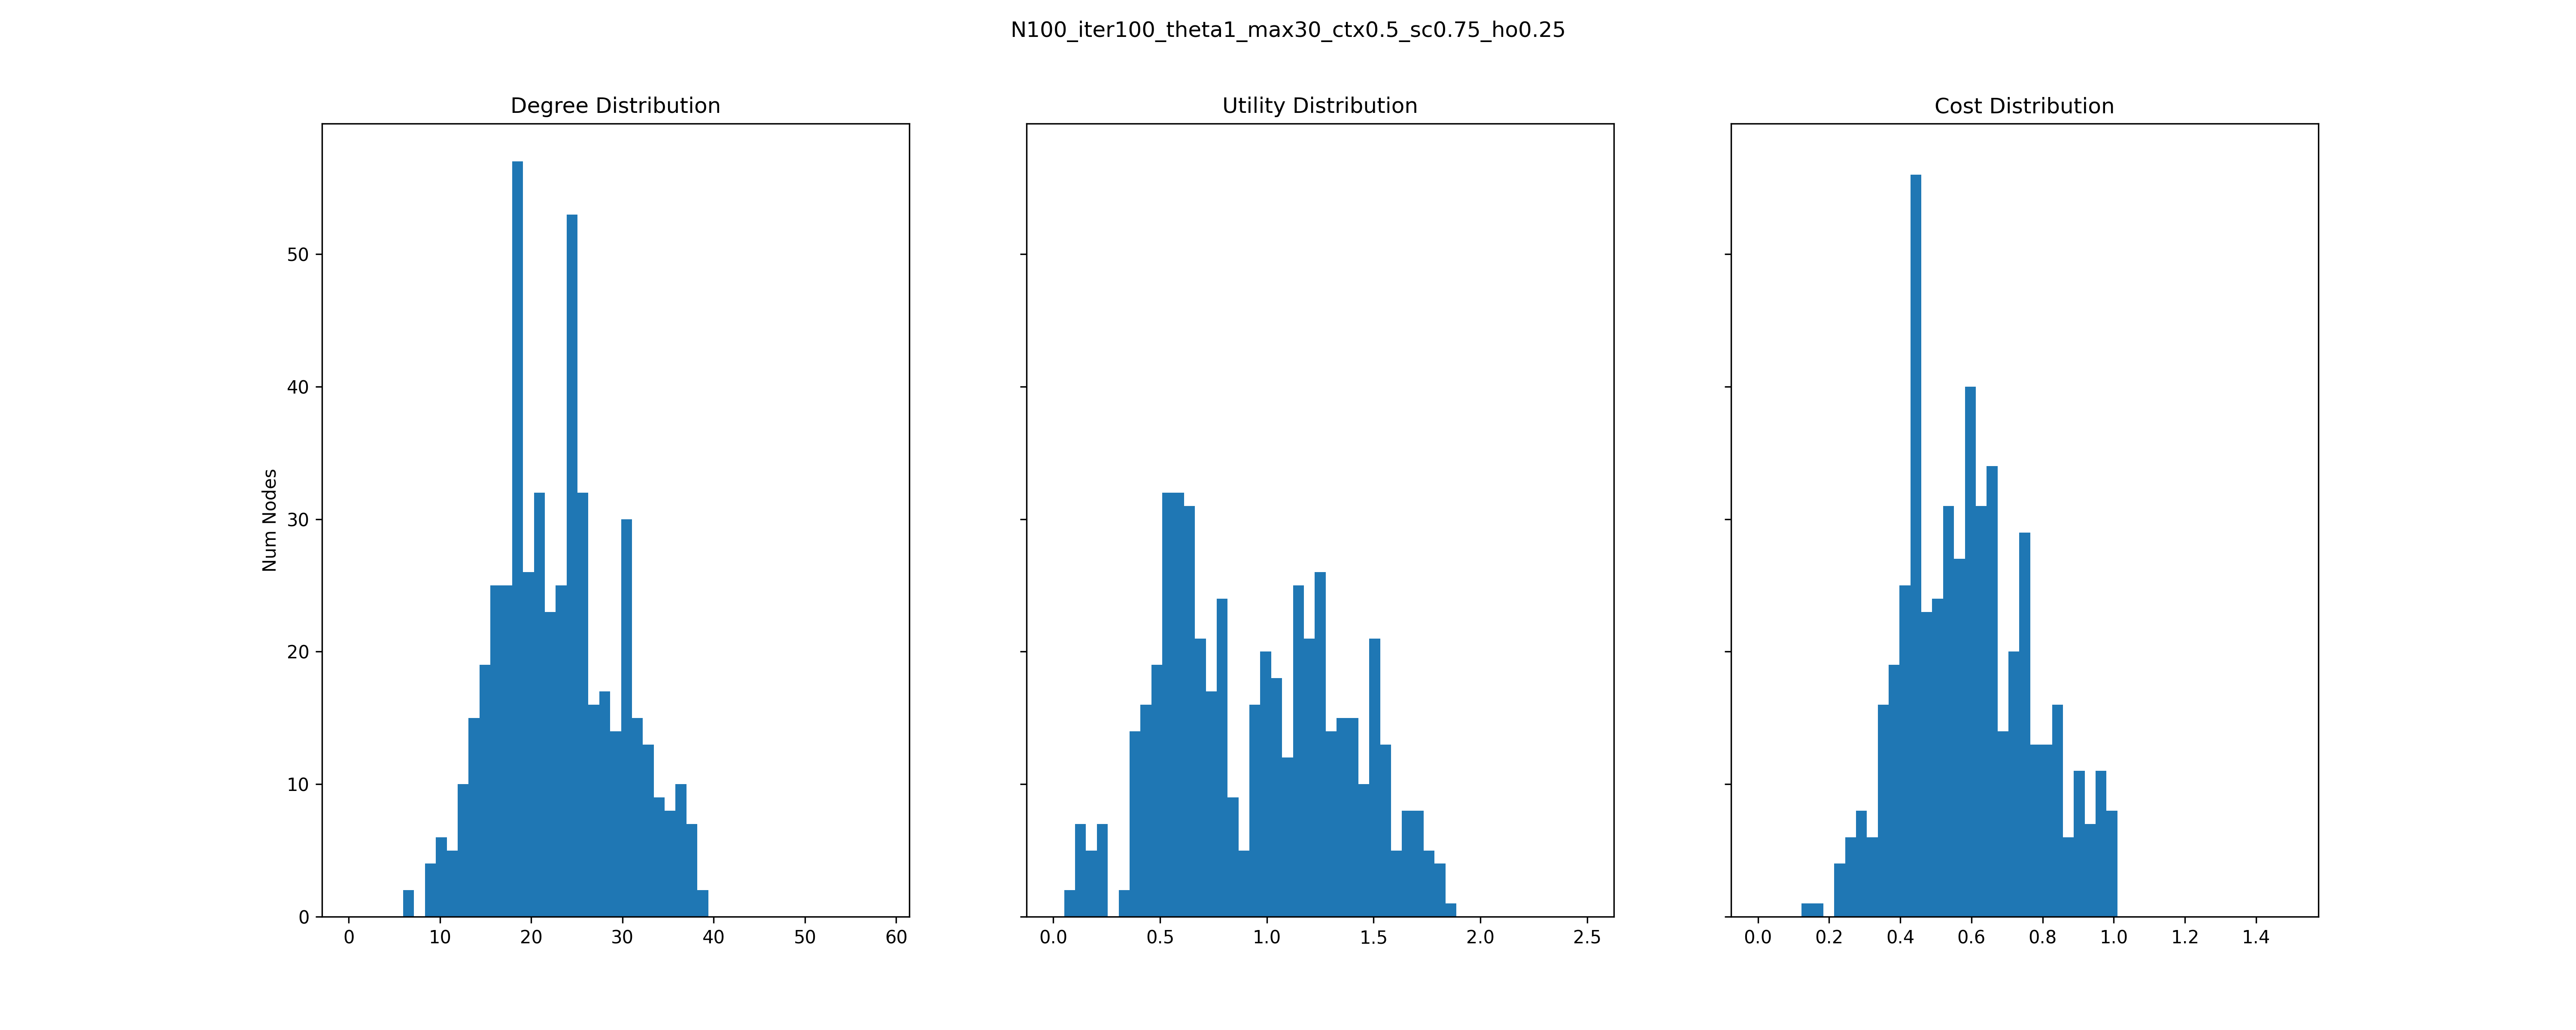 N100_iter100_theta1_max30_ctx0.5_sc0.75_ho0.25
Degree Distribution
Utility Distribution
Cost Distribution
Num Nodes
50
40
30
20
10
0
0 10 20 30 40 50 60
0.0 0.5 1.0 1.5 2.0 2.5
0.0 0.2 0.4 0.6 0.8 1.0 1.2 1.4